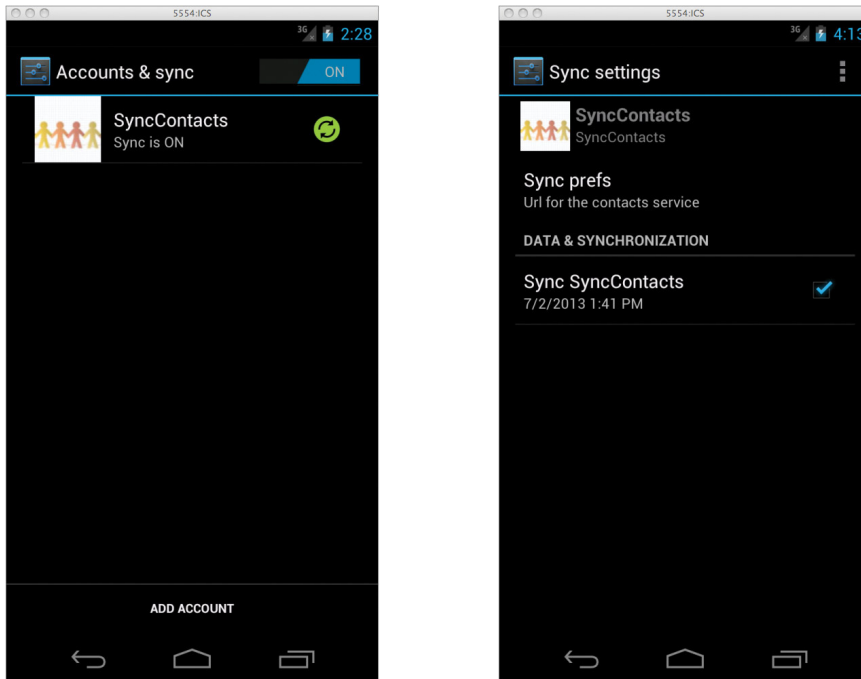 5554:ICS
3G 2:28
Accounts & sync ON
SyncContacts
Sync is ON
ADD ACCOUNT
5554:ICS
3G 4:13
Sync settings
SyncContacts
SyncContacts
Sync prefs
Url for the contacts service
DATA & SYNCHRONIZATION
Sync SyncContacts
7/2/2013 1:41 PM